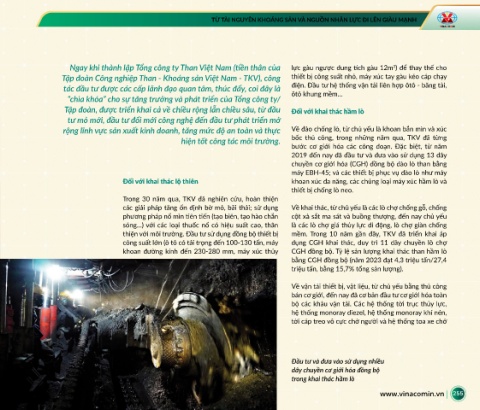 TỪ TÀI NGUYÊN KHOÁNG SẢN VÀ NGUỒN NHÂN LỰC ĐI LÊN GIÀU MẠNH
Ngay khi thành lập Tổng công ty Than Việt Nam (tiền thân của
Tập đoàn Công nghiệp Than - Khoáng sản Việt Nam - TKV), công
tác đầu tư được các cấp lãnh đạo quan tâm, thúc đẩy, coi đây là
“chìa khóa” cho sự tăng trưởng và phát triển của Tổng công ty/
Tập đoàn, được triển khai cả về chiều rộng lẫn chiều sâu, từ đầu
tư mỏ mới, đầu tư đổi mới công nghệ đến đầu tư phát triển mở
rộng lĩnh vực sản xuất kinh doanh, tăng mức độ an toàn và thực
hiện tốt công tác môi trường.
Đối với khai thác lộ thiên
Trong 30 năm qua, TKV đã nghiên cứu, hoàn thiện
các giải pháp tăng ổn định bờ mỏ, bãi thải; sử dụng
phương pháp nổ mìn tiên tiến (tạo biên, tạo hào chắn
sóng...) với các loại thuốc nổ có hiệu suất cao, thân
thiện với môi trường. Đầu tư sử dụng đồng bộ thiết bị
công suất lớn (ô tô có tải trọng đến 100-130 tấn, máy
khoan đường kính đến 230-280 mm, máy xúc thủy
lực gàu ngược dung tích gàu 12m³) để thay thế cho
thiết bị công suất nhỏ, máy xúc tay gàu kéo cáp chạy
điện. Đầu tư hệ thống vận tải liên hợp ôtô - băng tải,
ôtô khung mềm...
Đối với khai thác hầm lò
Về đào chống lò, từ chủ yếu là khoan bắn mìn và xúc
bốc thủ công, trong những năm qua, TKV đã từng
bước cơ giới hóa các công đoạn. Đặc biệt, từ năm
2019 đến nay đã đầu tư và đưa vào sử dụng 13 dây
chuyền cơ giới hóa (CGH) đồng bộ đào lò than bằng
máy EBH-45; và các thiết bị phục vụ đào lò như máy
khoan xúc đa năng, các chủng loại máy xúc hầm lò và
thiết bị chống lò neo.
Về khai thác, từ chủ yếu là các lò chợ chống gỗ, chống
cột xà sắt ma sát và buồng thượng, đến nay chủ yếu
là các lò chợ giá thủy lực di động, lò chợ giàn chống
mềm. Trong 10 năm gần đây, TKV đã triển khai áp
dụng CGH khai thác, duy trì 11 dây chuyền lò chợ
CGH đồng bộ. Tỷ lệ sản lượng khai thác than hầm lò
bằng CGH đồng bộ (năm 2023 đạt 4,3 triệu tấn/27,4
triệu tấn, bằng 15,7% tổng sản lượng).
Về vận tải thiết bị, vật liệu, từ chủ yếu bằng thủ công
bán cơ giới, đến nay đã cơ bản đầu tư cơ giới hóa toàn
bộ các khâu vận tải. Các hệ thống tời trục thủy lực,
hệ thống monoray diezel, hệ thống monoray khí nén,
tời cáp treo vô cực chở người và hệ thống toa xe chở
Đầu tư và đưa vào sử dụng nhiều
dây chuyền cơ giới hóa đồng bộ
trong khai thác hầm lò
www.vinacomin.vn | 255